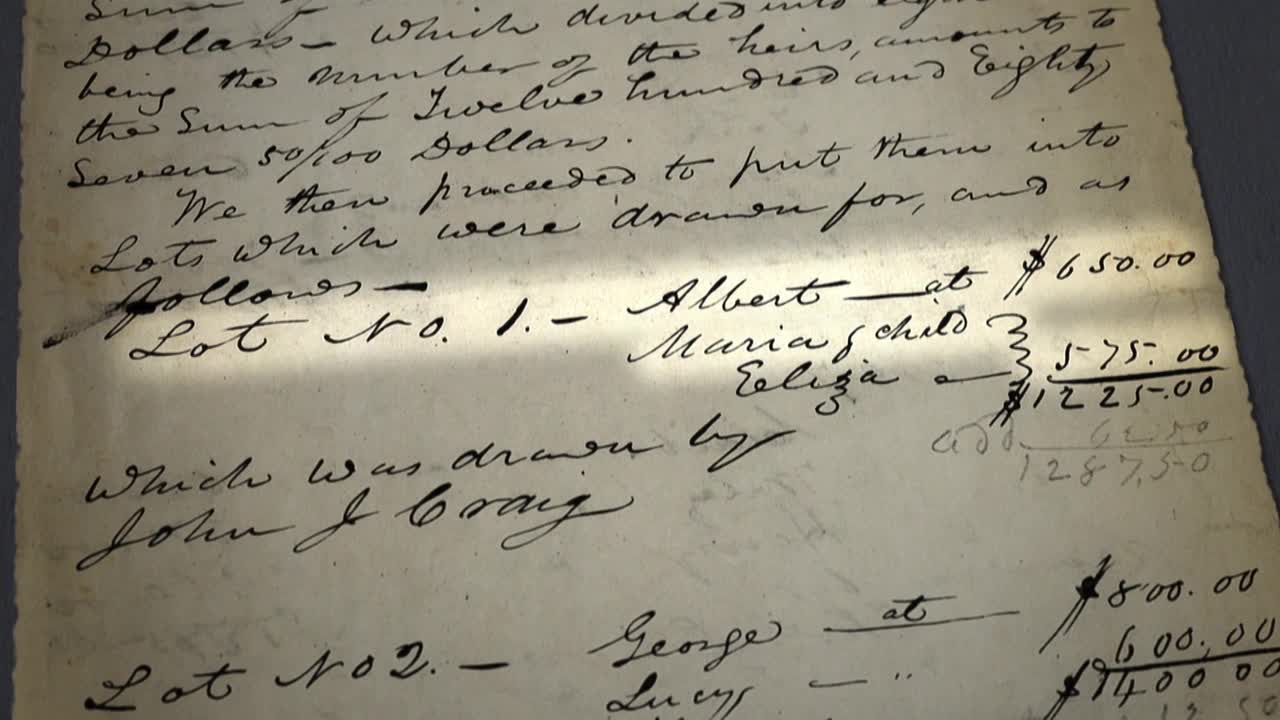 Sum of
Dollars — which divided into eight
being the number of the heirs, amounts to
the Sum of Twelve hundred and Eighty
Seven 50/100 Dollars.
We then proceeded to put them into
Lots which were drawn for, and as
follows —
Lot No. 1. — Albert — at $650.00
Maria & child }
Eliza — } 575.00
$1225.00
add 62.50
1287.50
which was drawn by
John J Craig
Lot No 2. — George — at — $800.00
Lucy — " 600.00
$1400.00